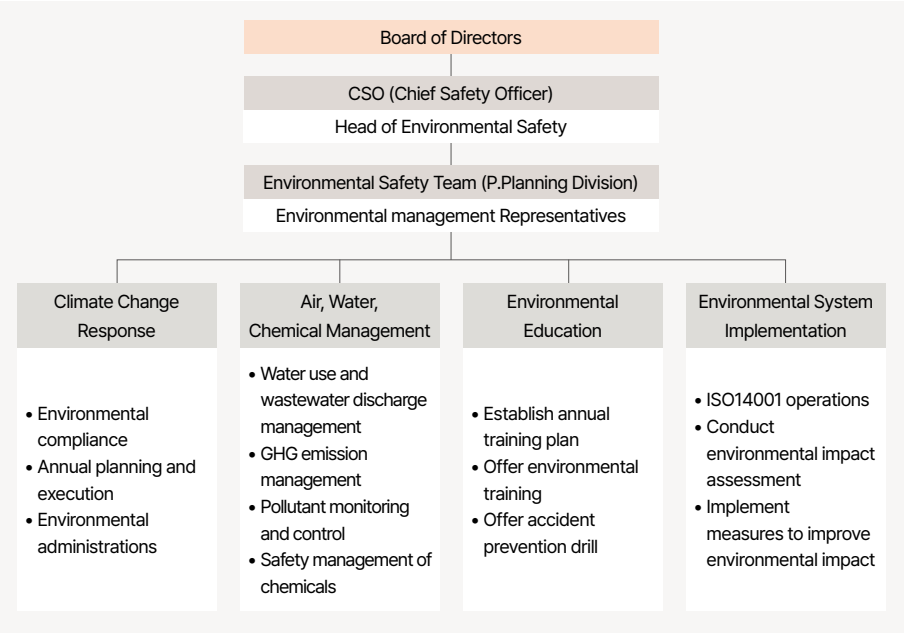 Board of Directors
CSO (Chief Safety Officer)
Head of Environmental Safety
Environmental Safety Team (P.Planning Division)
Environmental management Representatives
Climate Change
Response
• Environmental
compliance
• Annual planning and
execution
• Environmental
administrations
Air, Water,
Chemical Management
• Water use and
wastewater discharge
management
• GHG emission
management
• Pollutant monitoring
and control
• Safety management of
chemicals
Environmental
Education
• Establish annual
training plan
• Offer environmental
training
• Offer accident
prevention drill
Environmental System
Implementation
• ISO14001 operations
• Conduct
environmental impact
assessment
• Implement
measures to improve
environmental impact